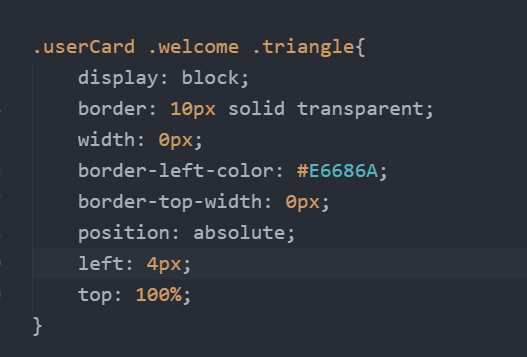 .userCard .welcome .triangle{
display: block;
border: 10px solid transparent;
width: 0px;
border-left-color: #E6686A;
border-top-width: 0px;
position: absolute;
left: 4px;
top: 100%;
}